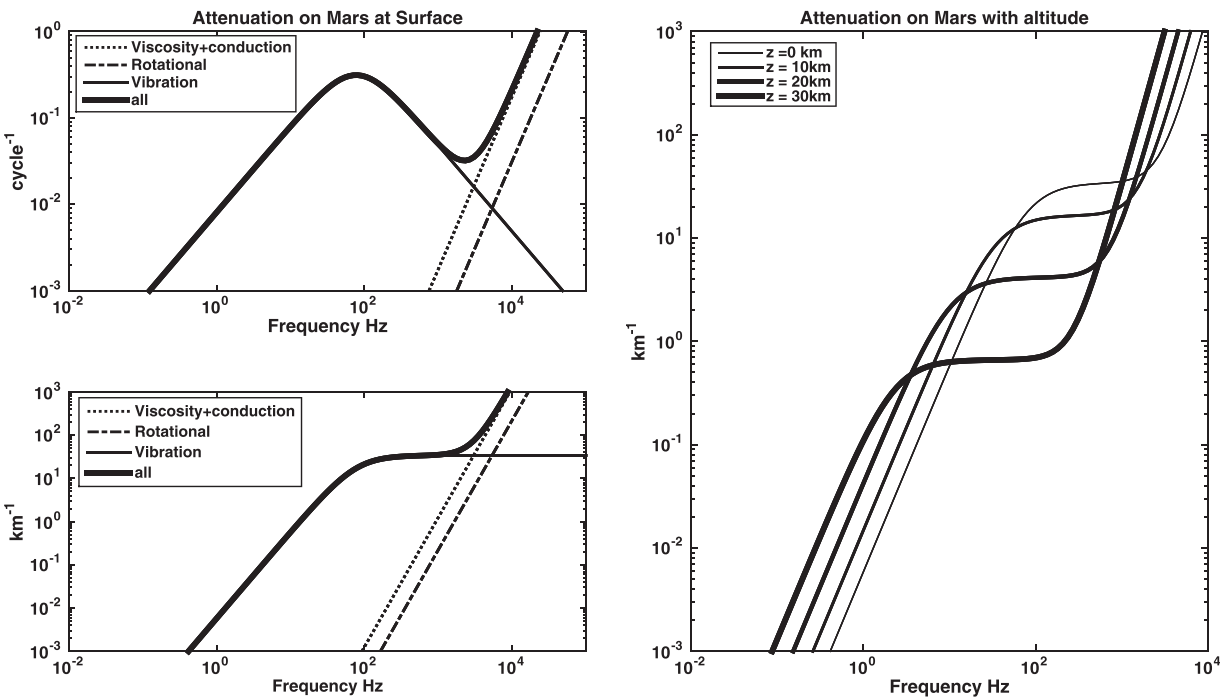 Attenuation on Mars at Surface
10^0
10^-1
10^-2
10^-3
cycle^-1
Viscosity+conduction
Rotational
Vibration
all
10^-2
10^0
10^2
10^4
Frequency Hz
10^3
10^2
10^1
10^0
10^-1
10^-2
10^-3
km^-1
Viscosity+conduction
Rotational
Vibration
all
10^-2
10^0
10^2
10^4
Frequency Hz
Attenuation on Mars with altitude
10^3
10^2
10^1
10^0
10^-1
10^-2
10^-3
km^-1
z =0 km
z = 10km
z = 20km
z = 30km
10^-2
10^0
10^2
10^4
Frequency Hz